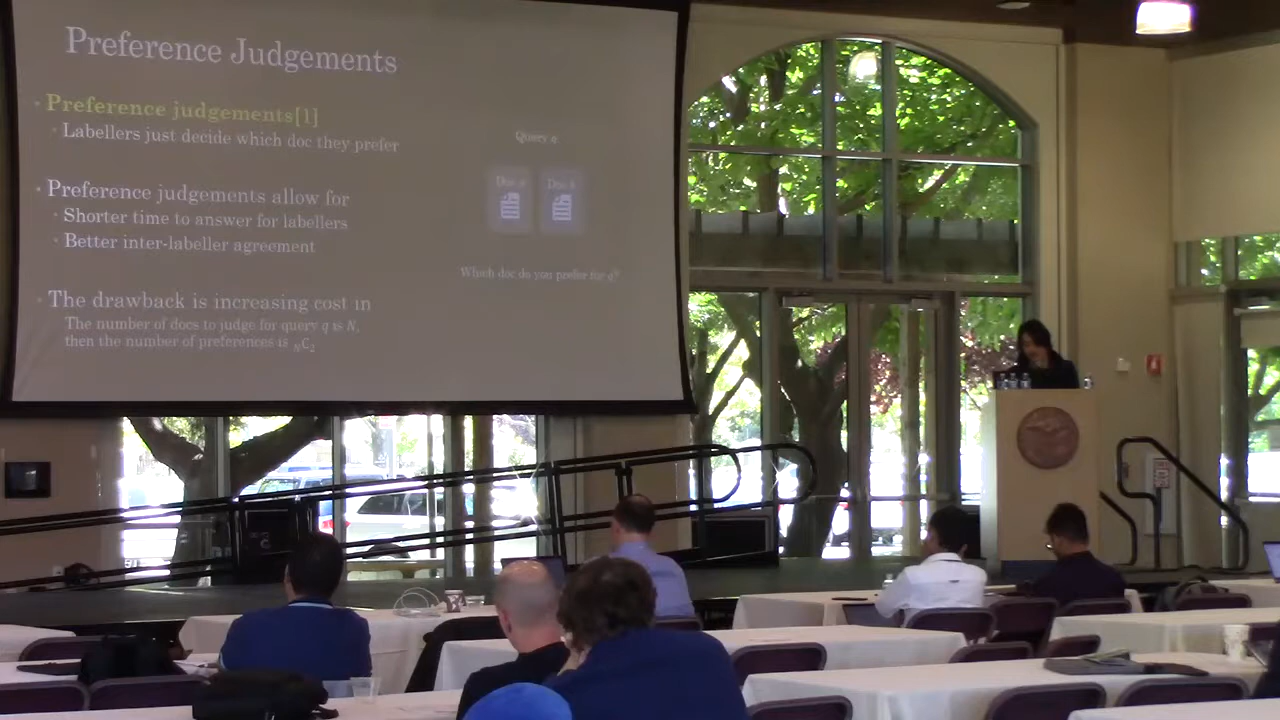 Preference Judgements
• Preference judgements[1]
• Labellers just decide which doc they prefer
• Preference judgements allow for
• Shorter time to answer for labellers
• Better inter-labeller agreement
• The drawback is increasing cost in
The number of docs to judge for query q is N,
then the number of preferences is NC2
Query q
Which doc do you prefer for q?